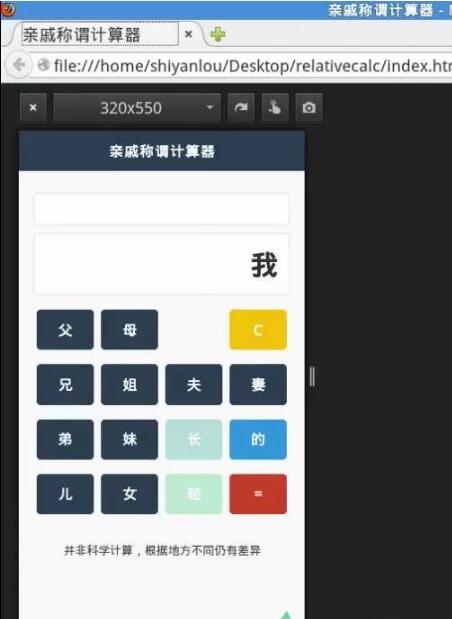 亲戚称谓计算器 -
亲戚称谓计算器 ×
file:///home/shiyanlou/Desktop/relativecalc/index.ht
× 320x550
亲戚称谓计算器
我
父 母 C
兄 姐 夫 妻
弟 妹 长 的
儿 女 轻 =
并非科学计算，根据地方不同仍有差异